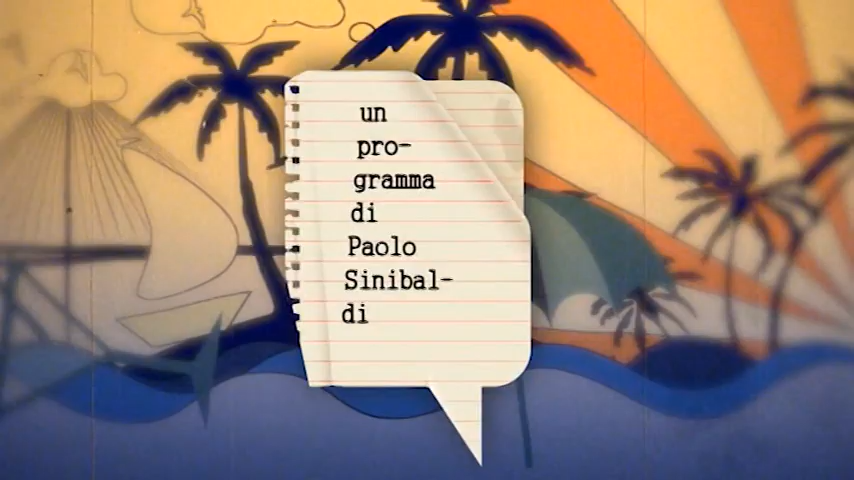 un
pro-
gramma
di
Paolo
Sinibal-
di